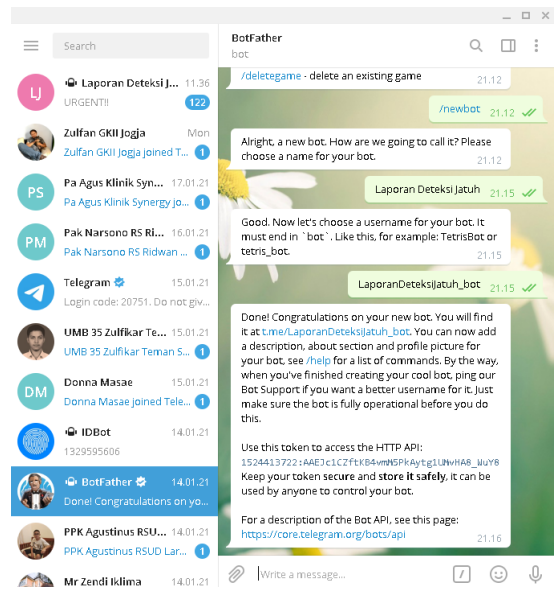 Search
Laporan Deteksi J... 11.36
URGENT!! 122
Zulfan GKII Jogja Mon
Zulfan GKII Jogja joined T... 1
PS
Pa Agus Klinik Syn... 17.01.21
Pa Agus Klinik Synergy jo... 1
PM
Pak Narsono RS Ri... 16.01.21
Pak Narsono RS Ridwan ... 1
Telegram 15.01.21
Login code: 20751. Do not giv...
UMB 35 Zulfikar Te... 15.01.21
UMB 35 Zulfikar Teman S... 1
DM
Donna Masae 15.01.21
Donna Masae joined Tele... 1
IDBot 14.01.21
1329595606
BotFather 14.01.21
Done! Congratulations on yo...
PPK Agustinus RSU... 14.01.21
PPK Agustinus RSUD Lar... 1
Mr Zendi Iklima 14.01.21
LJ
BotFather
bot
/deletegame - delete an existing game
21.12
/newbot 21.12
Alright, a new bot. How are we going to call it? Please
choose a name for your bot. 21.12
Laporan Deteksi Jatuh 21.15
Good. Now let's choose a username for your bot. It
must end in `bot`. Like this, for example: TetrisBot or
tetris_bot. 21.15
LaporanDeteksiJatuh_bot 21.15
Done! Congratulations on your new bot. You will find
it at t.me/LaporanDeteksiJatuh_bot. You can now add
a description, about section and profile picture for
your bot, see /help for a list of commands. By the way,
when you've finished creating your cool bot, ping our
Bot Support if you want a better username for it. Just
make sure the bot is fully operational before you do
this.
Use this token to access the HTTP API:
Keep your token secure and store it safely, it can be
used by anyone to control your bot.
For a description of the Bot API, see this page:
https://core.telegram.org/bots/api 21.16
Write a message...